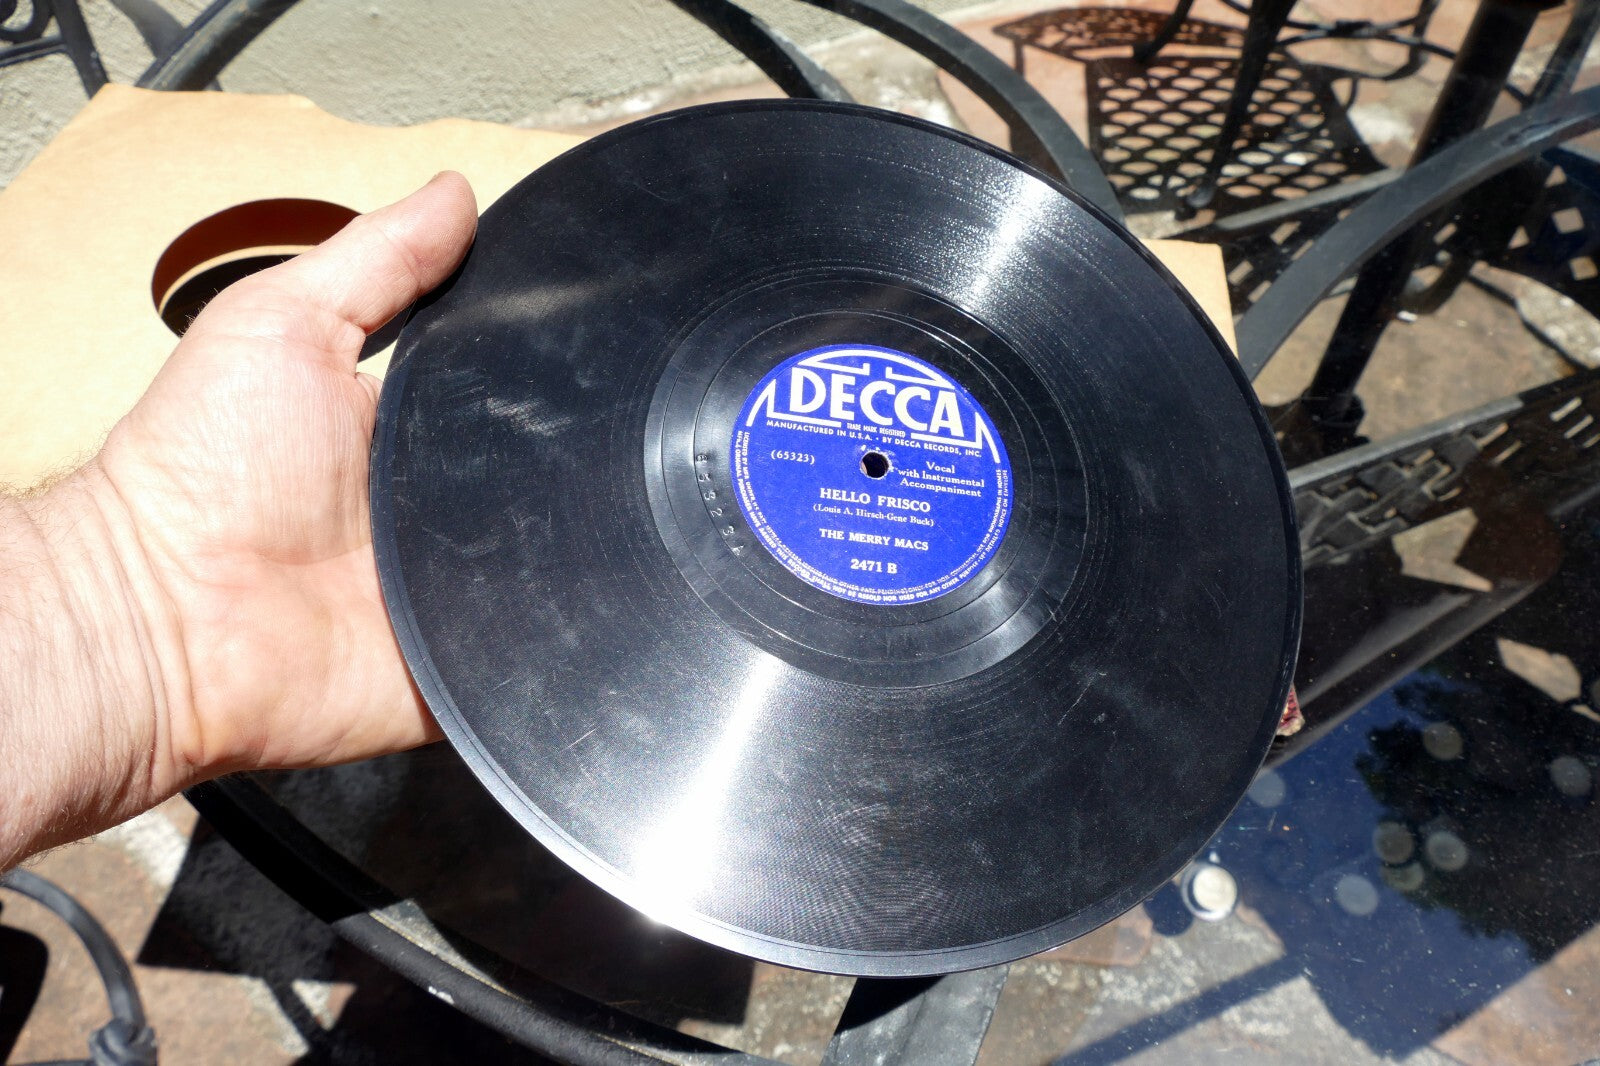 DECCA
TRADE MARK REGISTERED
MANUFACTURED IN U.S.A. · BY DECCA RECORDS, INC.
(65323)
Vocal
with Instrumental
Accompaniment
HELLO FRISCO
(Louis A. Hirsch-Gene Buck)
THE MERRY MACS
2471 B
65323A